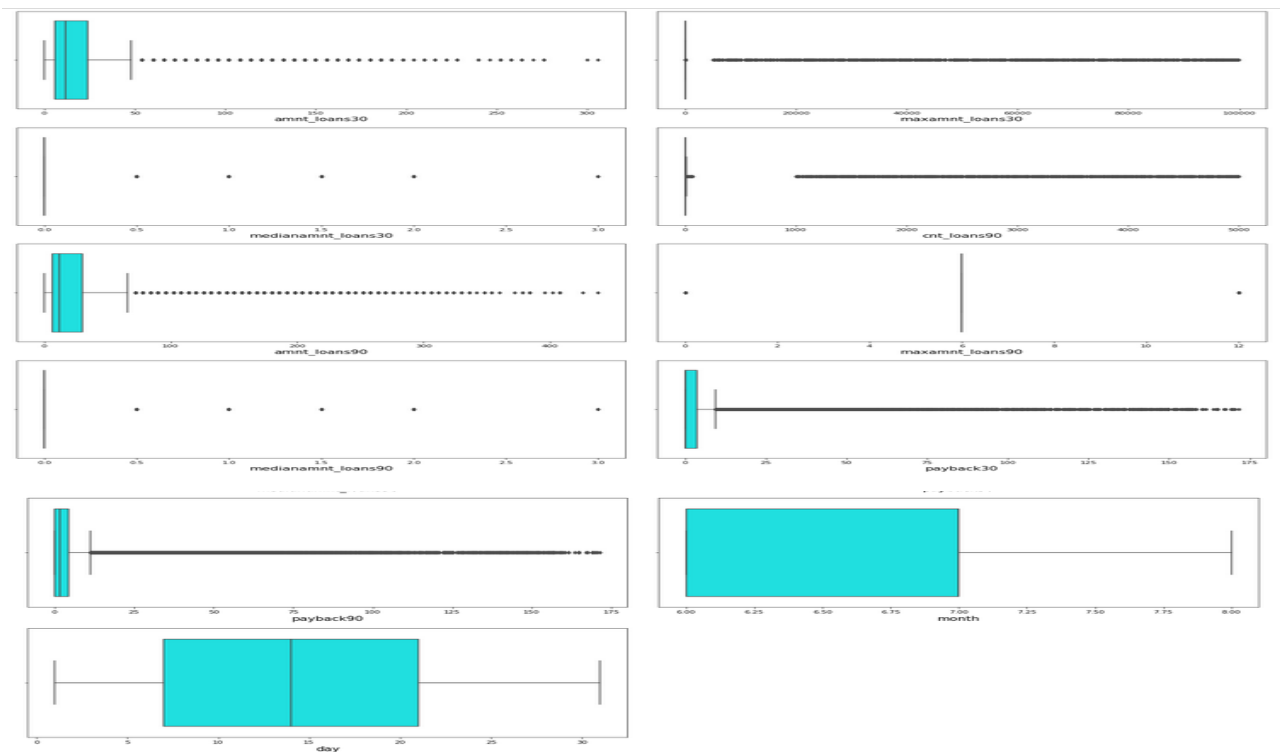 0 50 100 150 200 250 300
amnt_loans30
0 20000 40000 60000 80000 100000
maxamnt_loans30
0.0 0.5 1.0 1.5 2.0 2.5 3.0
medianamnt_loans30
0 1000 2000 3000 4000 5000
cnt_loans90
0 100 200 300 400
amnt_loans90
0 2 4 6 8 10 12
maxamnt_loans90
0.0 0.5 1.0 1.5 2.0 2.5 3.0
medianamnt_loans90
0 25 50 75 100 125 150 175
payback30
0 25 50 75 100 125 150 175
payback90
6.00 6.25 6.50 6.75 7.00 7.25 7.50 7.75 8.00
month
0 5 10 15 20 25 30
day